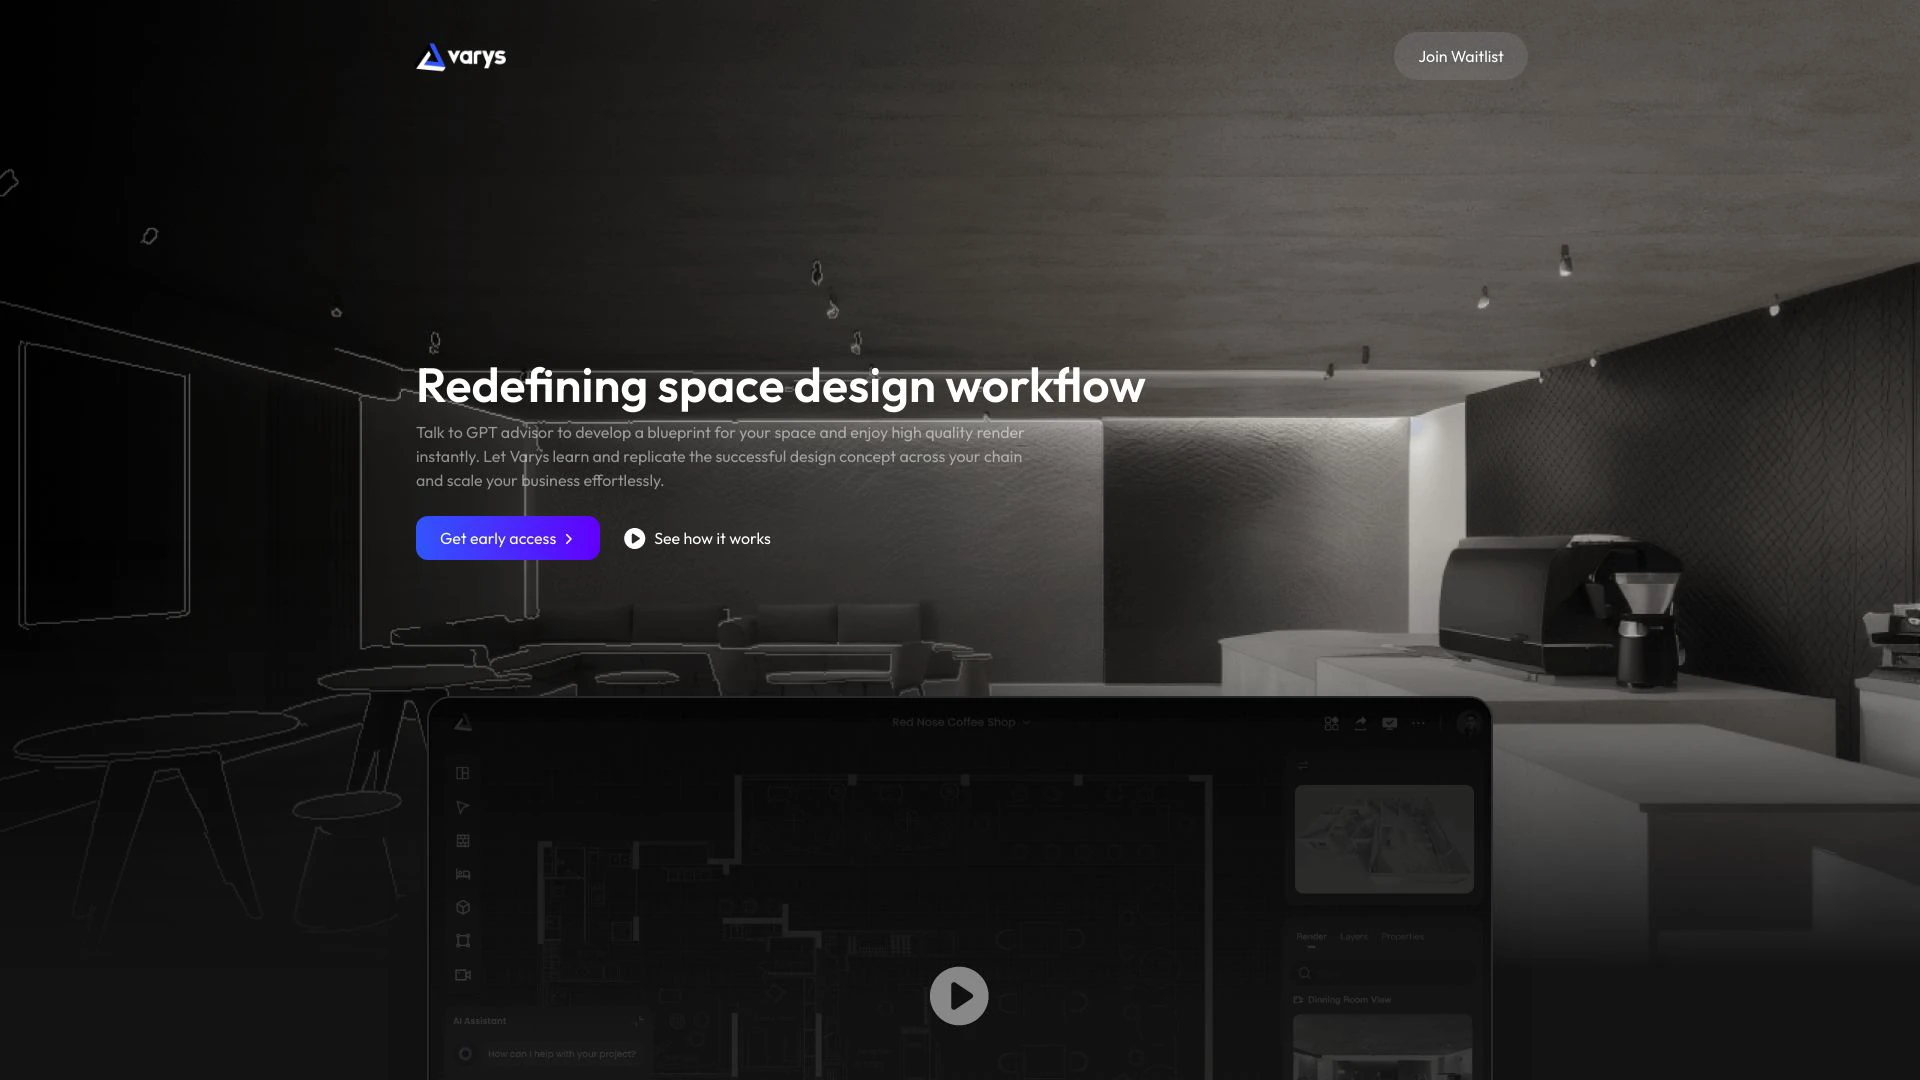 varys
Join Waitlist
Redefining space design workflow
Talk to GPT advisor to develop a blueprint for your space and enjoy high quality render
instantly. Let Varys learn and replicate the successful design concept across your chain
and scale your business effortlessly.
Get early access
See how it works
Red Nose Coffee Shop
Render Layers Properties
Dinning Room View
AI Assistant
How can I help with your project?